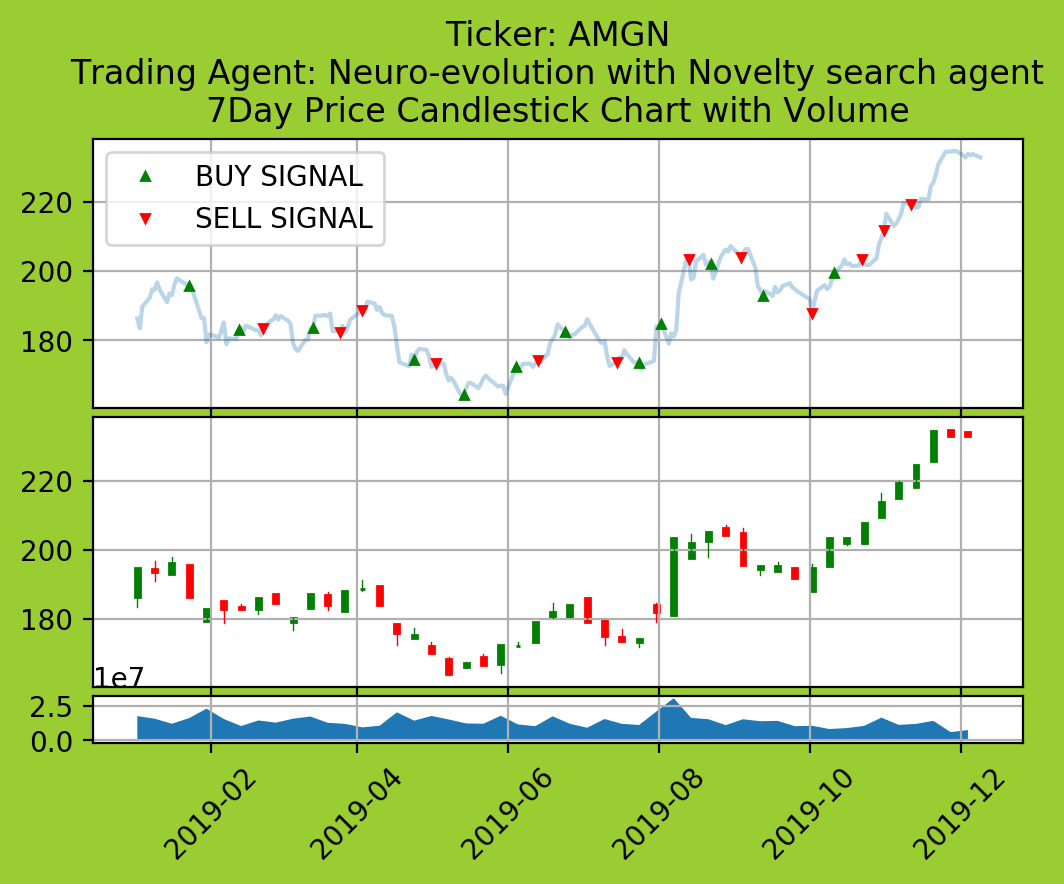 Ticker: AMGN
Trading Agent: Neuro-evolution with Novelty search agent
7Day Price Candlestick Chart with Volume
BUY SIGNAL
SELL SIGNAL
220
200
180
220
200
180
1e7
2.5
0.0
2019-02
2019-04
2019-06
2019-08
2019-10
2019-12